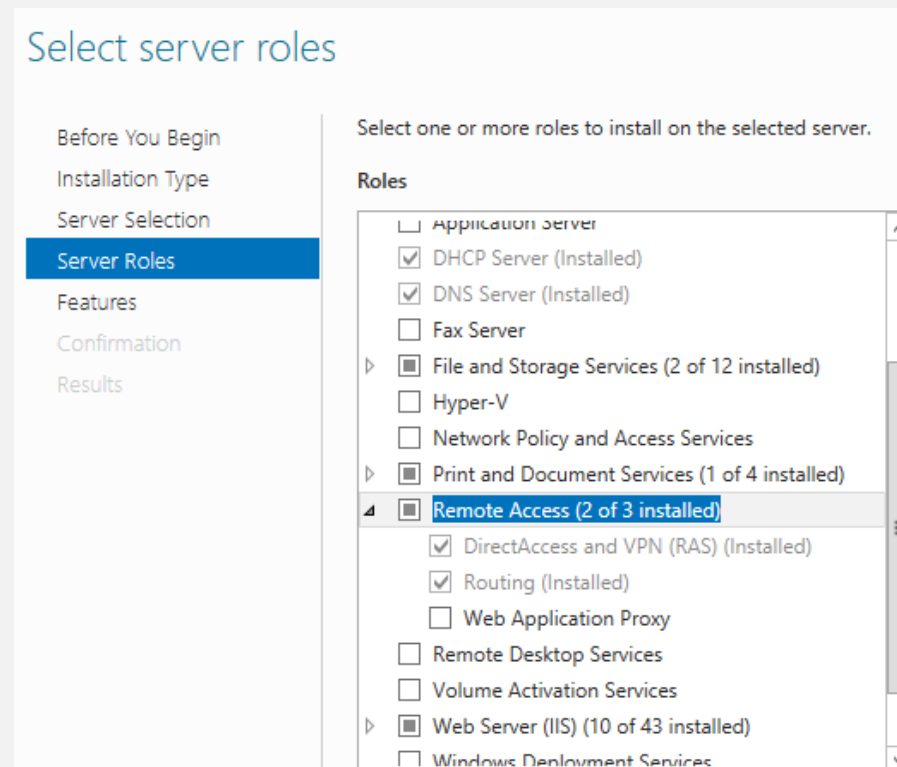 Select server roles
Before You Begin
Installation Type
Server Selection
Server Roles
Features
Confirmation
Results
Select one or more roles to install on the selected server.
Roles
Application Server
DHCP Server (Installed)
DNS Server (Installed)
Fax Server
File and Storage Services (2 of 12 installed)
Hyper-V
Network Policy and Access Services
Print and Document Services (1 of 4 installed)
Remote Access (2 of 3 installed)
DirectAccess and VPN (RAS) (Installed)
Routing (Installed)
Web Application Proxy
Remote Desktop Services
Volume Activation Services
Web Server (IIS) (10 of 43 installed)
Windows Deployment Services